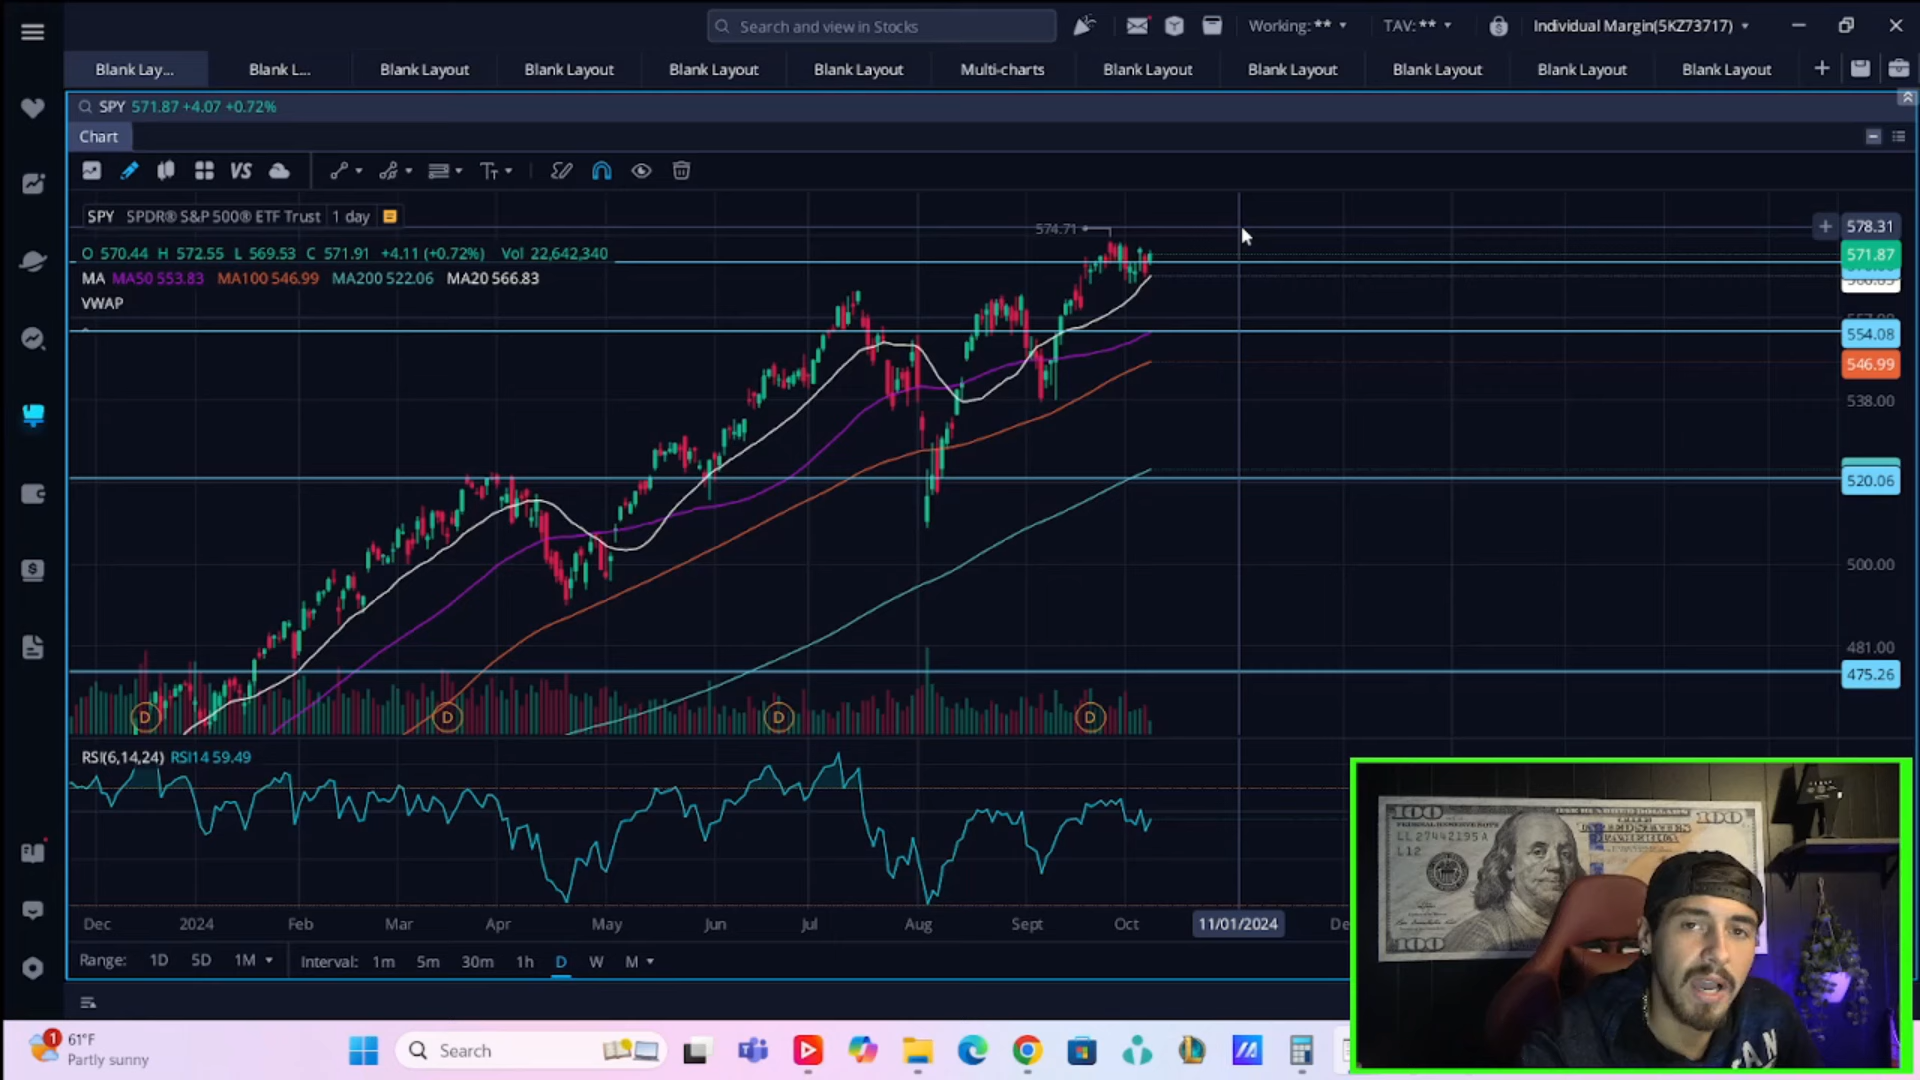 Search and view in Stocks
Working: ** TAV: ** Individual Margin(5KZ73717)
Blank Lay... Blank L... Blank Layout Blank Layout Blank Layout Blank Layout Multi-charts Blank Layout Blank Layout Blank Layout Blank Layout Blank Layout
SPY 571.87 +4.07 +0.72%
Chart
VS
SPY SPDR® S&P 500® ETF Trust 1 day
574.71
578.31
O 570.44 H 572.55 L 569.53 C 571.91 +4.11 (+0.72%) Vol 22,642,340
571.87
MA MA50 553.83 MA100 546.99 MA200 522.06 MA20 566.83
VWAP
554.08
546.99
538.00
520.06
500.00
481.00
475.26
D D D D
RSI(6,14,24) RSI14 59.49
Dec 2024 Feb Mar Apr May Jun Jul Aug Sept Oct 11/01/2024
Range: 1D 5D 1M Interval: 1m 5m 30m 1h D W M
100 100
LL 27442195 A
L12
100
1
61°F
Partly sunny
Search